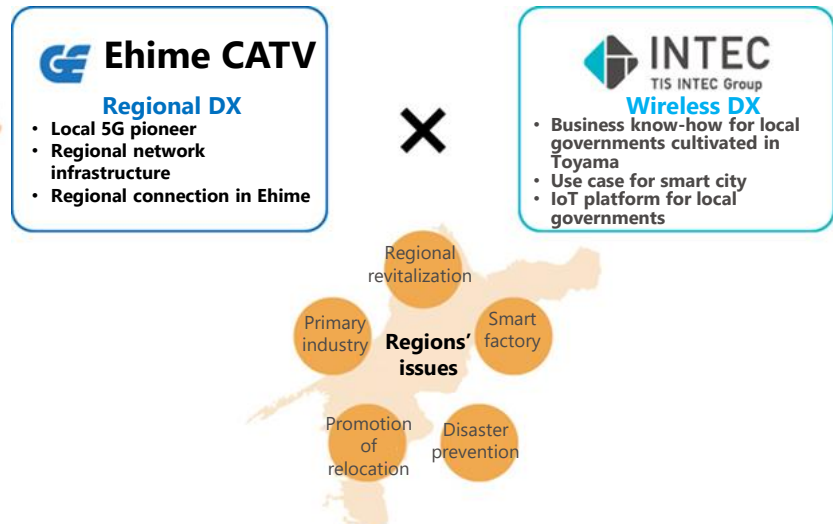 Ehime CATV
Regional DX
• Local 5G pioneer
• Regional network
infrastructure
• Regional connection in Ehime
×
INTEC
TIS INTEC Group
Wireless DX
• Business know-how for local
governments cultivated in
Toyama
• Use case for smart city
• IoT platform for local
governments
Regional
revitalization
Primary
industry
Regions’
issues
Smart
factory
Promotion
of
relocation
Disaster
prevention